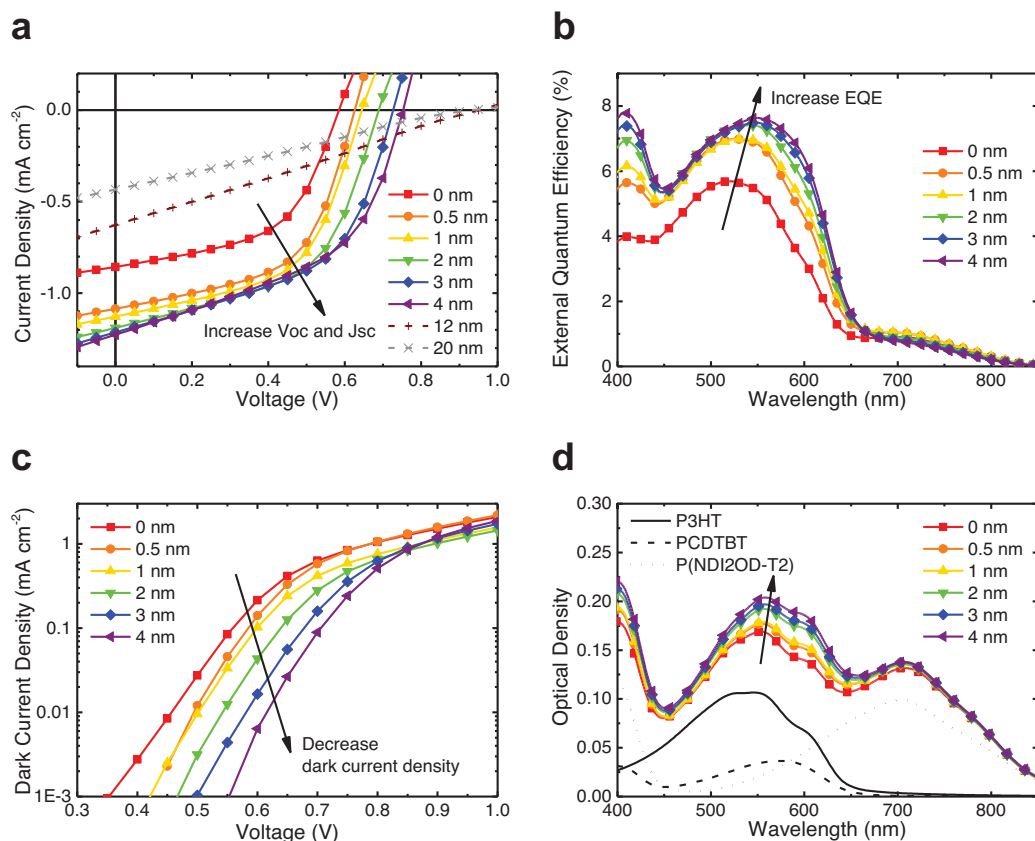 a
Current Density (mA cm⁻²)
0.0
-0.5
-1.0
0.0 0.2 0.4 0.6 0.8 1.0
Voltage (V)
Increase Voc and Jsc
0 nm
0.5 nm
1 nm
2 nm
3 nm
4 nm
12 nm
20 nm
b
External Quantum Efficiency (%)
8
6
4
2
0
400 500 600 700 800
Wavelength (nm)
Increase EQE
0 nm
0.5 nm
1 nm
2 nm
3 nm
4 nm
c
Dark Current Density (mA cm⁻²)
1
0.1
0.01
1E-3
0.3 0.4 0.5 0.6 0.7 0.8 0.9 1.0
Voltage (V)
0 nm
0.5 nm
1 nm
2 nm
3 nm
4 nm
Decrease
dark current density
d
Optical Density
0.30
0.25
0.20
0.15
0.10
0.05
0.00
400 500 600 700 800
Wavelength (nm)
P3HT
PCDTBT
P(NDI2OD-T2)
0 nm
0.5 nm
1 nm
2 nm
3 nm
4 nm